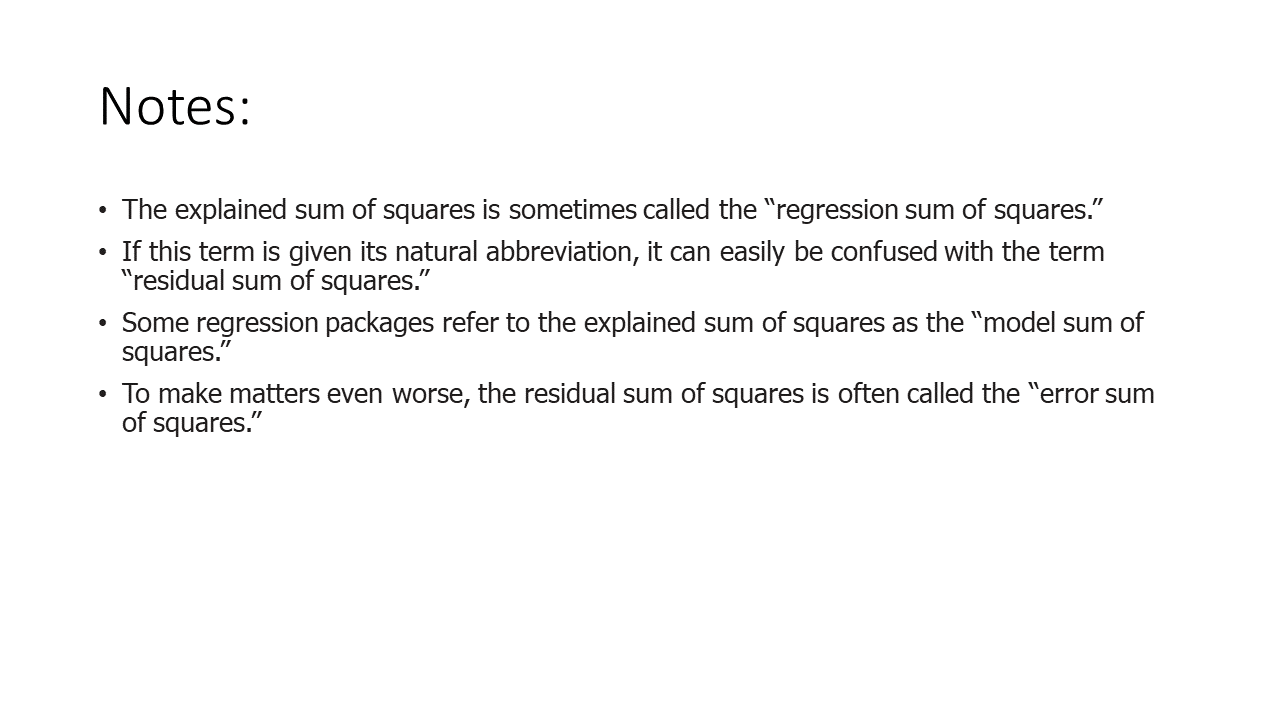 Notes:
• The explained sum of squares is sometimes called the “regression sum of squares.”
• If this term is given its natural abbreviation, it can easily be confused with the term
“residual sum of squares.”
• Some regression packages refer to the explained sum of squares as the “model sum of
squares.”
• To make matters even worse, the residual sum of squares is often called the “error sum
of squares.”